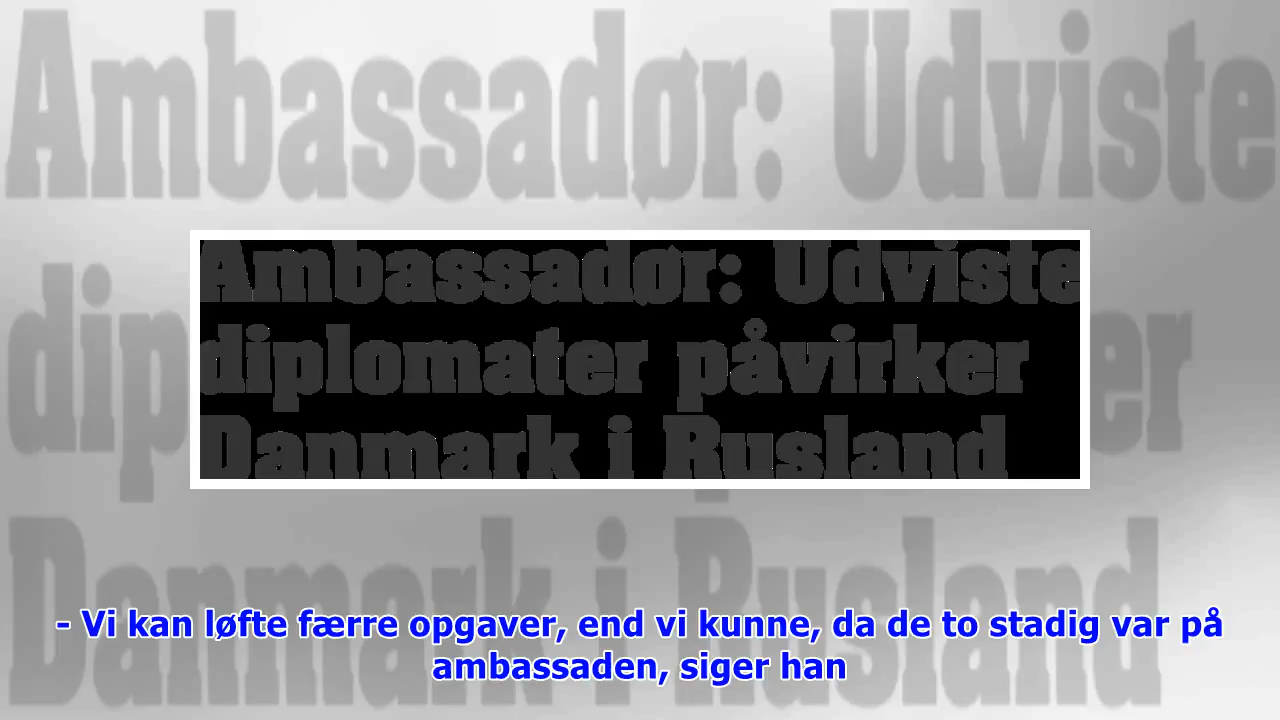 Ambassadør: Udviste
diplomater påvirker
Danmark i Rusland
- Vi kan løfte færre opgaver, end vi kunne, da de to stadig var på
ambassaden, siger han